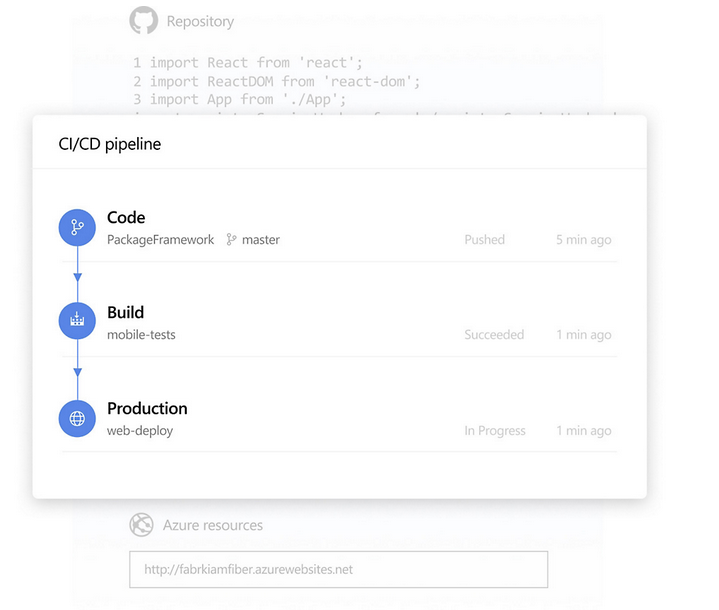 Repository
1 import React from 'react';
2 import ReactDOM from 'react-dom';
3 import App from './App';
CI/CD pipeline
Code
PackageFramework master Pushed 5 min ago
Build
mobile-tests Succeeded 1 min ago
Production
web-deploy In Progress 1 min ago
Azure resources
http://fabrkiamfiber.azurewebsites.net